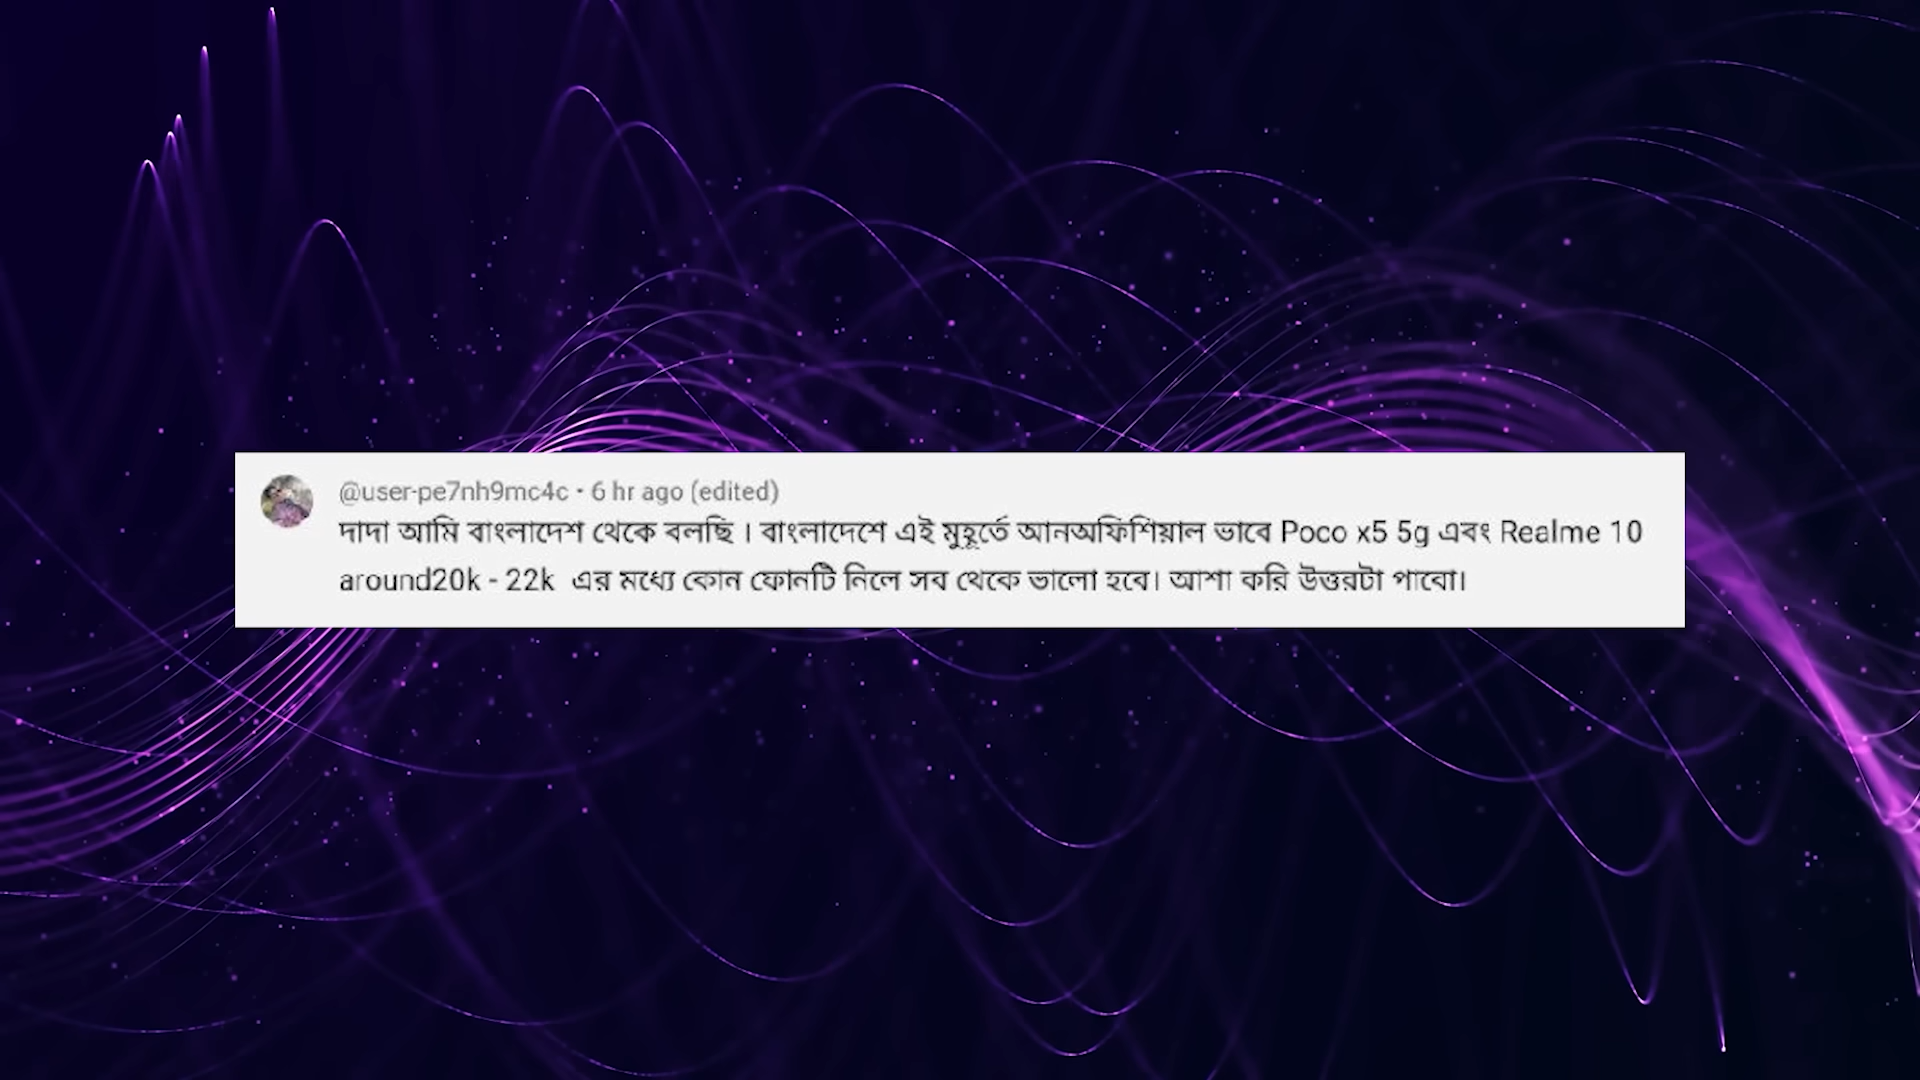 @user-pe7nh9mc4c • 6 hr ago (edited)
দাদা আমি বাংলাদেশ থেকে বলছি । বাংলাদেশে এই মুহূর্তে আনঅফিশিয়াল ভাবে Poco x5 5g এবং Realme 10
around20k - 22k এর মধ্যে কোন ফোনটি নিলে সব থেকে ভালো হবে। আশা করি উত্তরটা পাবো।